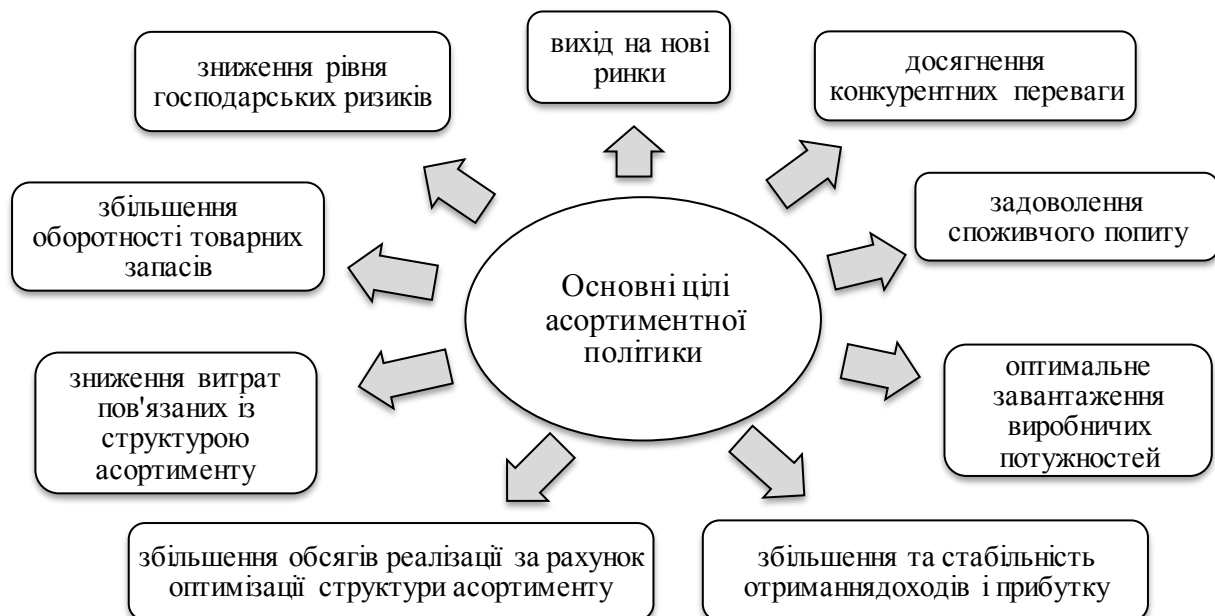 вихід на нові
ринки
зниження рівня
господарських ризиків
досягнення
конкурентних переваги
збільшення
оборотності товарних
запасів
задоволення
споживчого попиту
Основні цілі
асортиментної
політики
зниження витрат
пов'язаних із
структурою
асортименту
оптимальне
завантаження
виробничих
потужностей
збільшення обсягів реалізації за рахунок
оптимізації структури асортименту
збільшення та стабільність
отриманнядоходів і прибутку